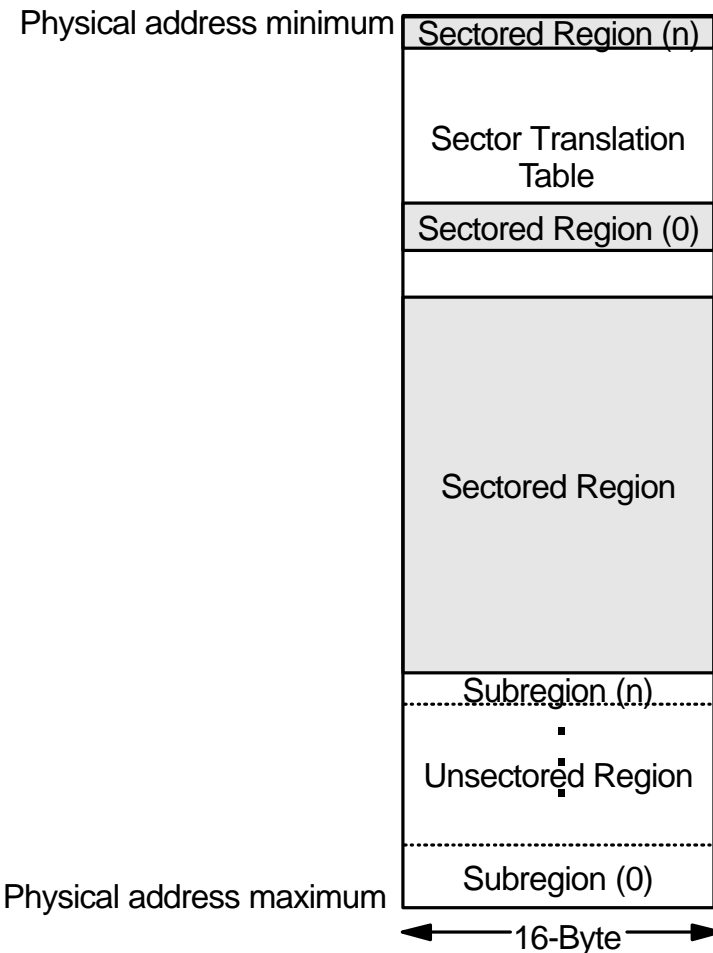 Physical address minimum
Sectored Region (n)
Sector Translation
Table
Sectored Region (0)
Sectored Region
Subregion (n)
Unsectored Region
Subregion (0)
Physical address maximum
16-Byte